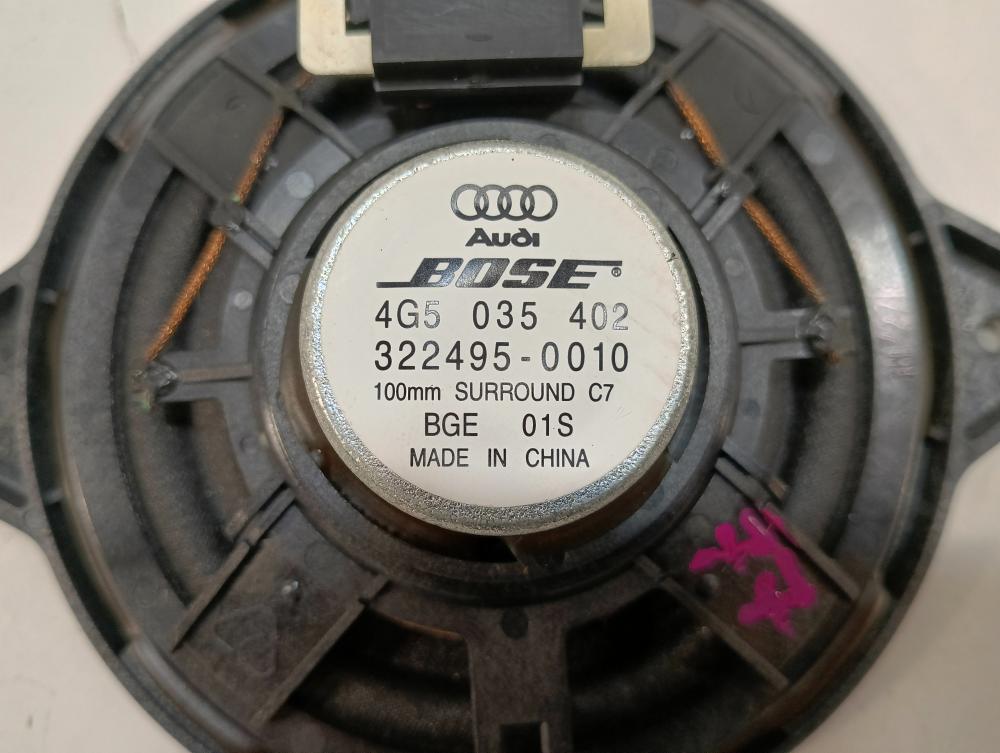 Audi
BOSE®
4G5 035 402
322495-0010
100mm SURROUND C7
BGE 01S
MADE IN CHINA